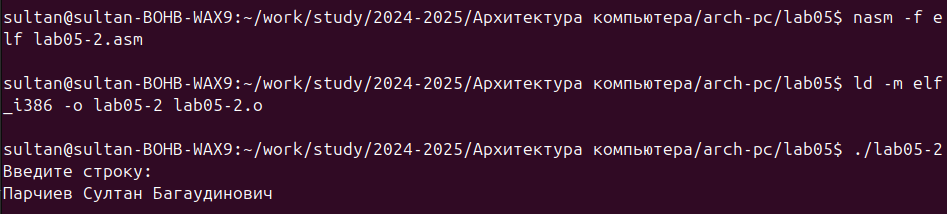 sultan@sultan-BOHB-WAX9:~/work/study/2024-2025/Архитектура компьютера/arch-pc/lab05$ nasm -f e
lf lab05-2.asm
sultan@sultan-BOHB-WAX9:~/work/study/2024-2025/Архитектура компьютера/arch-pc/lab05$ ld -m elf
_i386 -o lab05-2 lab05-2.o
sultan@sultan-BOHB-WAX9:~/work/study/2024-2025/Архитектура компьютера/arch-pc/lab05$ ./lab05-2
Введите строку:
Парчиев Султан Багаудинович